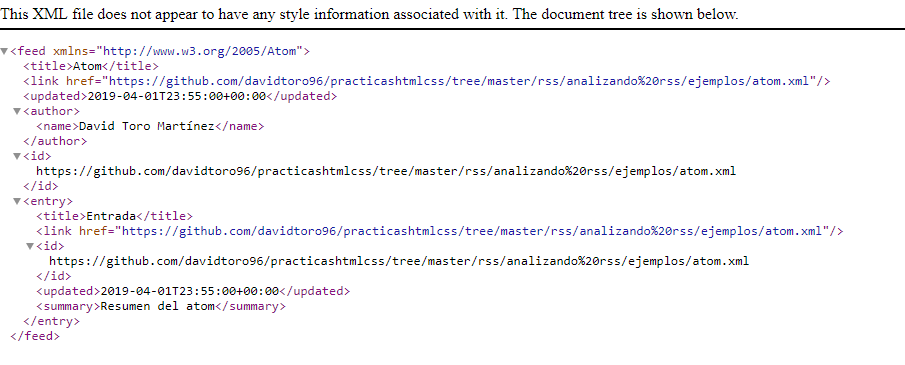 This XML file does not appear to have any style information associated with it. The document tree is shown below.
▼<feed xmlns="http://www.w3.org/2005/Atom">
<title>Atom</title>
<link href="https://github.com/davidtoro96/practicashtmlcss/tree/master/rss/analizando%20rss/ejemplos/atom.xml"/>
<updated>2019-04-01T23:55:00+00:00</updated>
▼<author>
<name>David Toro Martínez</name>
</author>
▼<id>
https://github.com/davidtoro96/practicashtmlcss/tree/master/rss/analizando%20rss/ejemplos/atom.xml
</id>
▼<entry>
<title>Entrada</title>
<link href="https://github.com/davidtoro96/practicashtmlcss/tree/master/rss/analizando%20rss/ejemplos/atom.xml"/>
▼<id>
https://github.com/davidtoro96/practicashtmlcss/tree/master/rss/analizando%20rss/ejemplos/atom.xml
</id>
<updated>2019-04-01T23:55:00+00:00</updated>
<summary>Resumen del atom</summary>
</entry>
</feed>